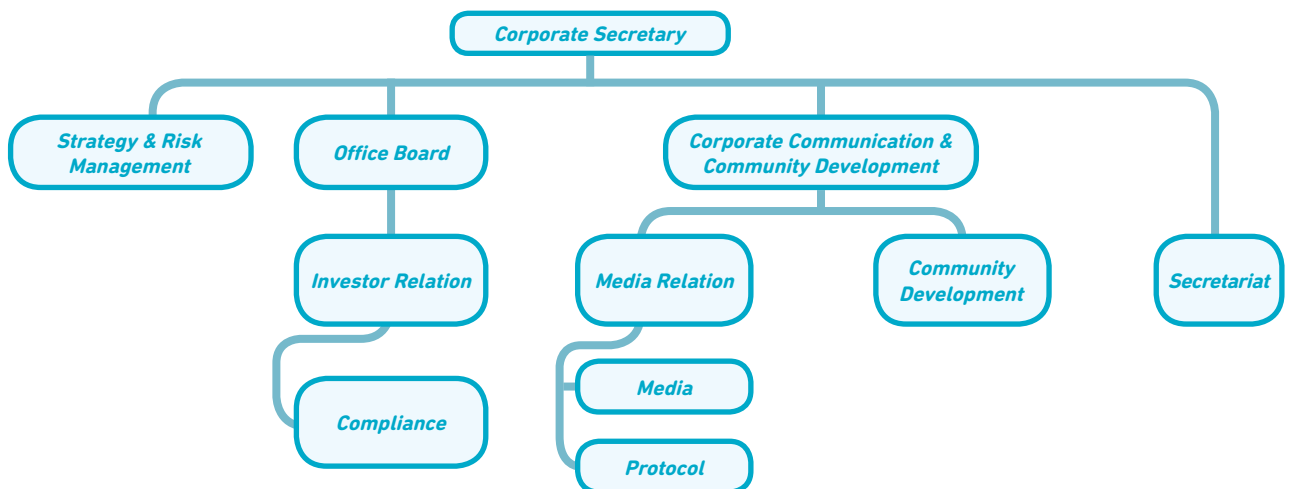 Corporate Secretary
Strategy & Risk
Management
Office Board
Corporate Communication &
Community Development
Investor Relation
Media Relation
Community
Development
Secretariat
Compliance
Media
Protocol